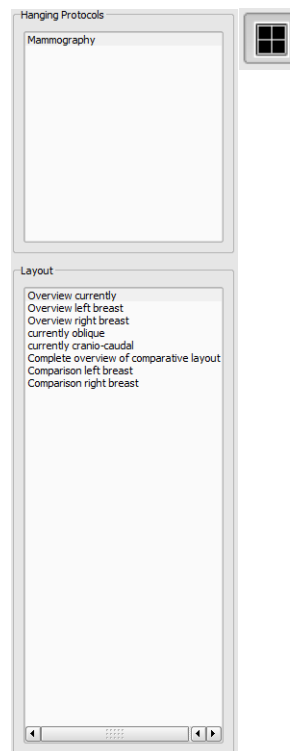 Hanging Protocols
Mammography
Layout
Overview currently
Overview left breast
Overview right breast
currently oblique
currently cranio-caudal
Complete overview of comparative layout
Comparison left breast
Comparison right breast